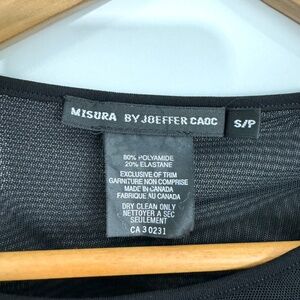 MISURA BY JOEFFER CAOC
S/P
80% POLYAMIDE
20% ELASTANE
EXCLUSIVE OF TRIM
GARNITURE NON COMPRISE
MADE IN CANADA
FABRIQUE AU CANADA
DRY CLEAN ONLY
NETTOYER A SEC
SEULEMENT
CA 30231